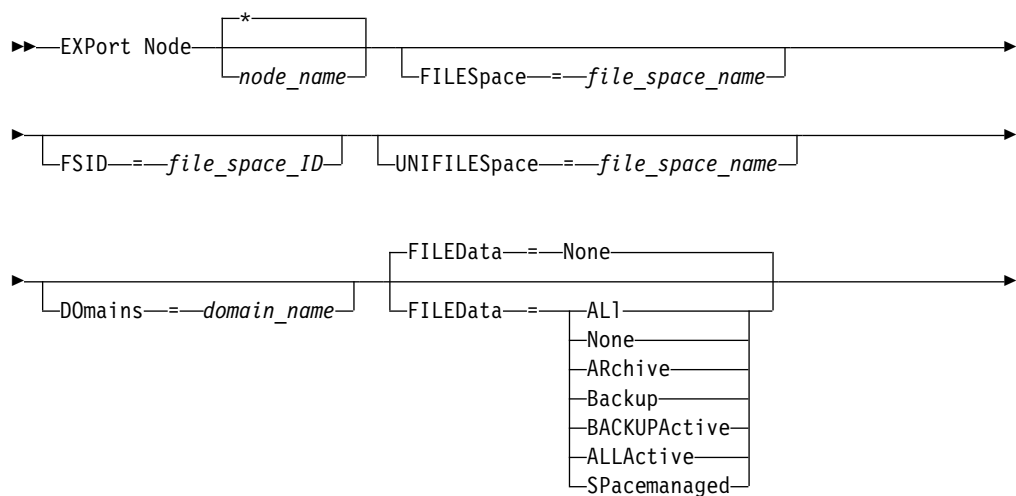 *
EXPort Node
node_name
FILESpace = file_space_name
FSID = file_space_ID
UNIFILESpace = file_space_name
FILEData = None
DOmains = domain_name
FILEData = ALl
None
ARchive
Backup
BACKUPActive
ALLActive
SPacemanaged